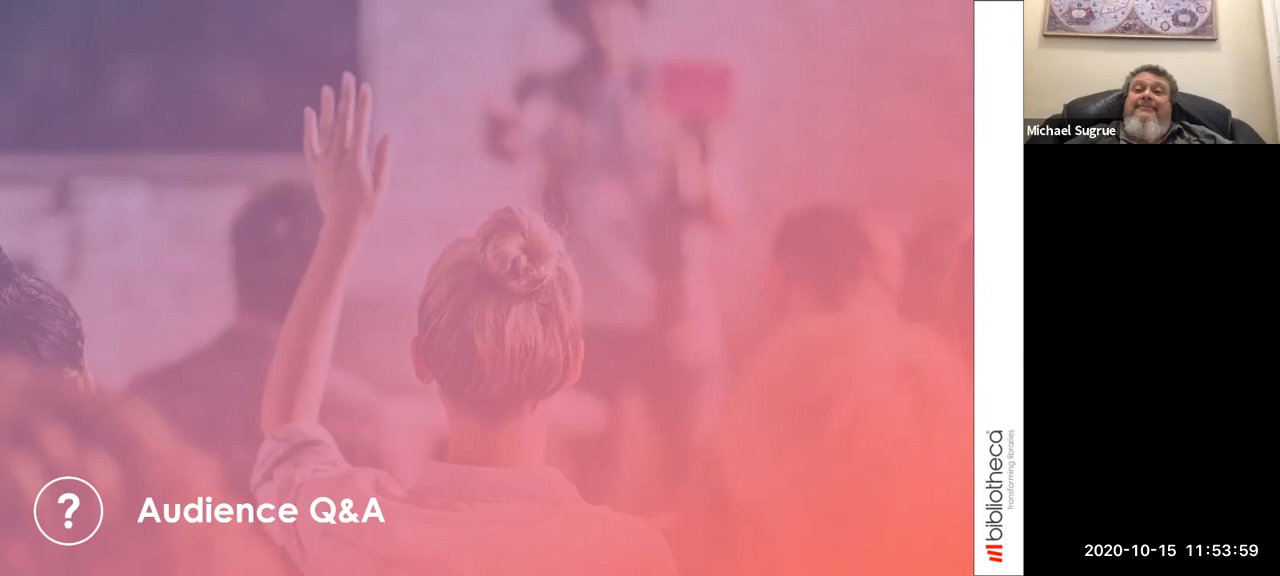 Audience Q&A
?
bibliotheca
transforming libraries
Michael Sugrue
2020-10-15 11:53:59